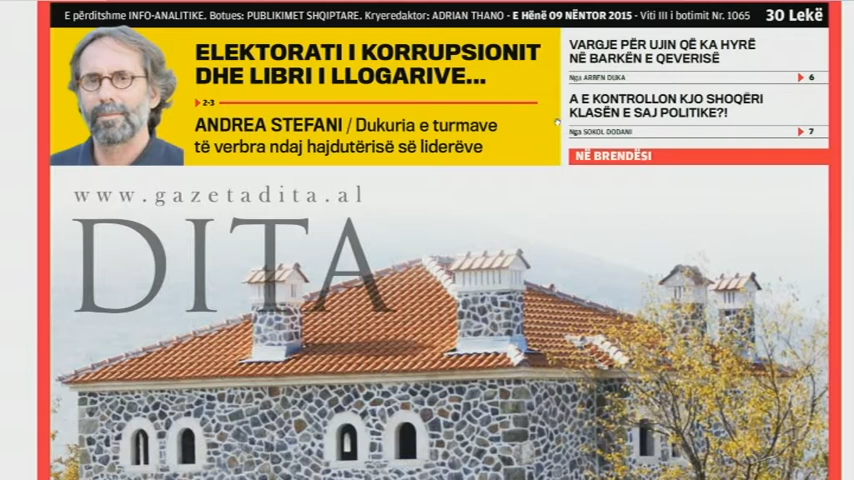 E përditshme INFO-ANALITIKE. Botues: PUBLIKIMET SHQIPTARE. Kryeredaktor: ADRIAN THANO - E Hënë 09 NËNTOR 2015 - Viti III i botimit Nr. 1065 30 Lekë
ELEKTORATI I KORRUPSIONIT
DHE LIBRI I LLOGARIVE...
2-3
ANDREA STEFANI / Dukuria e turmave
të verbra ndaj hajdutërisë së liderëve
VARGJE PËR UJIN QË KA HYRË
NË BARKËN E QEVERISË
Nga ARBEN DUKA 6
A E KONTROLLON KJO SHOQËRI
KLASËN E SAJ POLITIKE?!
Nga SOKOL DODANI 7
NË BRENDËSI
www.gazetadita.al
DITA